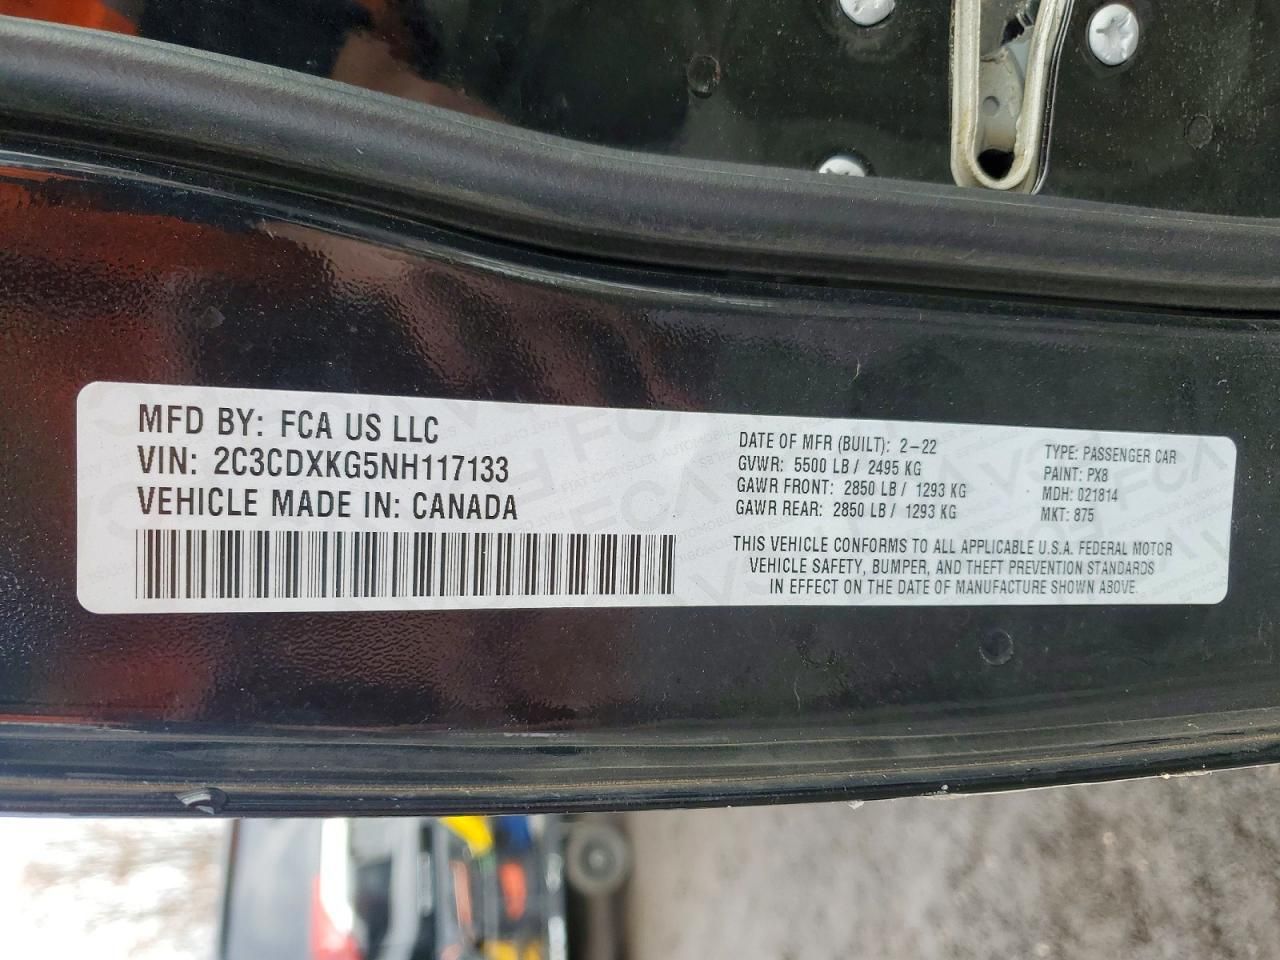 MFD BY: FCA US LLC
VIN: 2C3CDXKG5NH117133
VEHICLE MADE IN: CANADA
DATE OF MFR (BUILT): 2-22
GVWR: 5500 LB / 2495 KG
GAWR FRONT: 2850 LB / 1293 KG
GAWR REAR: 2850 LB / 1293 KG
TYPE: PASSENGER CAR
PAINT: PX8
MDH: 021814
MKT: 875
THIS VEHICLE CONFORMS TO ALL APPLICABLE U.S.A. FEDERAL MOTOR
VEHICLE SAFETY, BUMPER, AND THEFT PREVENTION STANDARDS
IN EFFECT ON THE DATE OF MANUFACTURE SHOWN ABOVE.